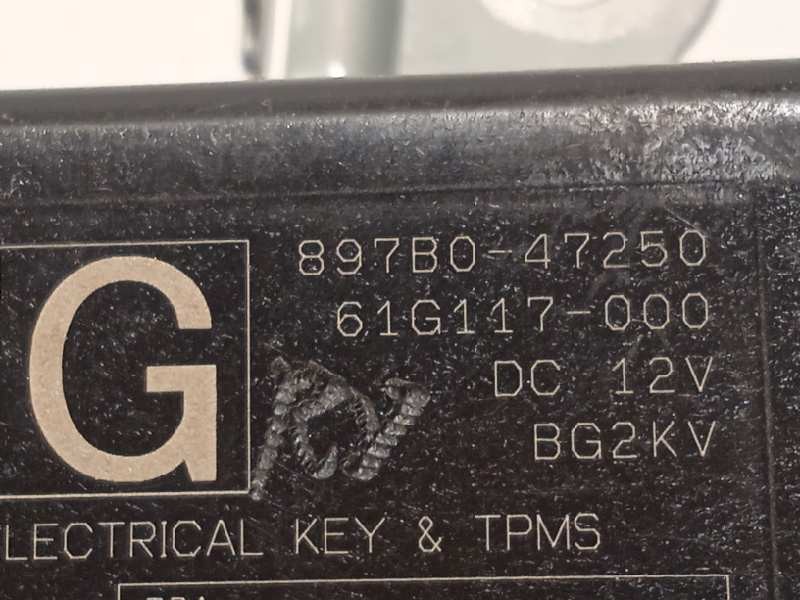 897B0-47250
61G117-000
DC 12V
BG2KV
G
LECTRICAL KEY & TPMS